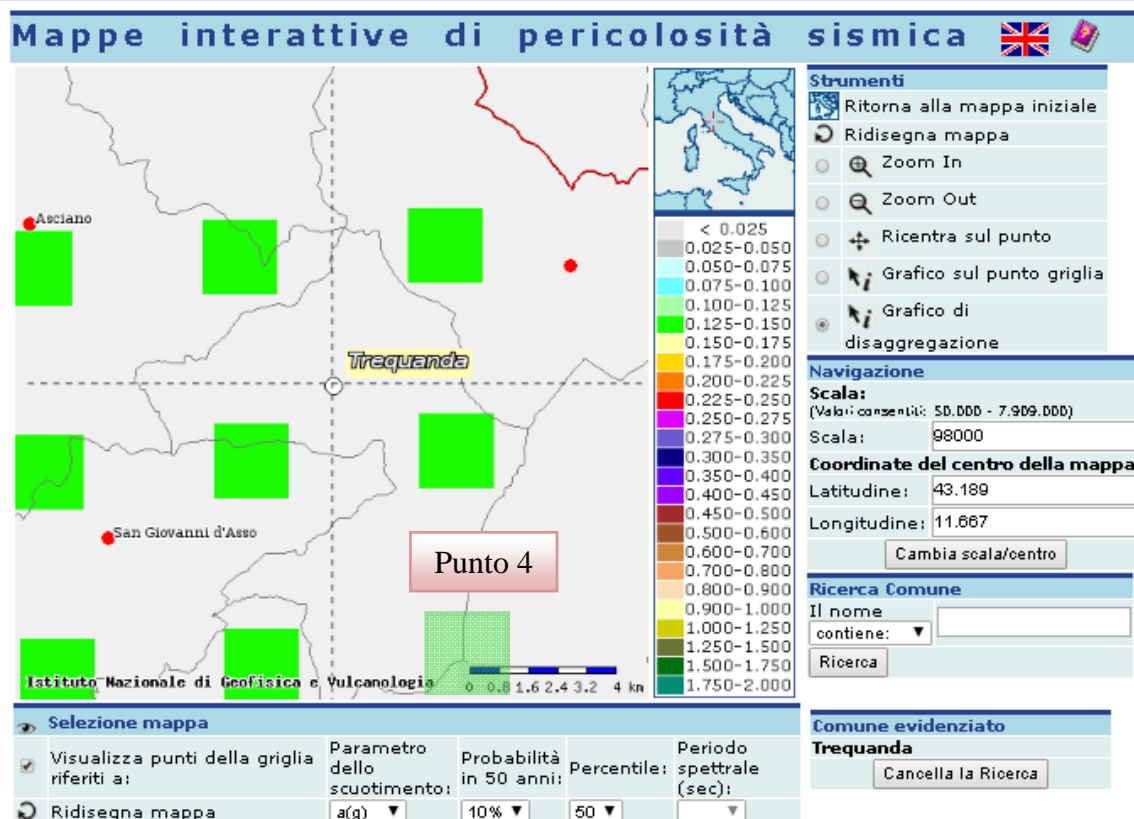 Mappe interattive di pericolosità sismica
Asciano
Trequanda
San Giovanni d'Asso
Punto 4
Istituto Nazionale di Geofisica e Vulcanologia
0 0.8 1.6 2.4 3.2 4 km
< 0.025
0.025-0.050
0.050-0.075
0.075-0.100
0.100-0.125
0.125-0.150
0.150-0.175
0.175-0.200
0.200-0.225
0.225-0.250
0.250-0.275
0.275-0.300
0.300-0.350
0.350-0.400
0.400-0.450
0.450-0.500
0.500-0.600
0.600-0.700
0.700-0.800
0.800-0.900
0.900-1.000
1.000-1.250
1.250-1.500
1.500-1.750
1.750-2.000
Strumenti
Ritorna alla mappa iniziale
Ridisegna mappa
Zoom In
Zoom Out
Ricentra sul punto
Grafico sul punto griglia
Grafico di
disaggregazione
Navigazione
Scala:
(Valori consentiti: 50.000 - 7.909.000)
Scala: 98000
Coordinate del centro della mappa
Latitudine: 43.189
Longitudine: 11.667
Cambia scala/centro
Ricerca Comune
Il nome
contiene:
Ricerca
Selezione mappa
Visualizza punti della griglia
riferiti a:
Parametro
dello
scuotimento:
Probabilità
in 50 anni:
Percentile:
Periodo
spettrale
(sec):
Ridisegna mappa a(g) 10% 50
Comune evidenziato
Trequanda
Cancella la Ricerca